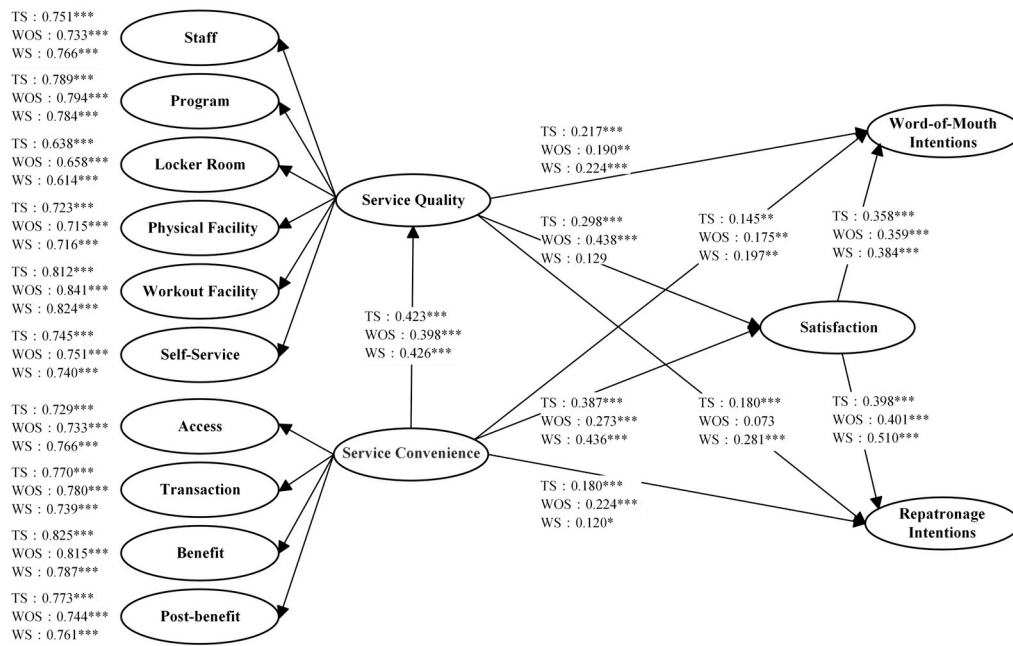 TS : 0.751***
WOS : 0.733***
WS : 0.766***
Staff
TS : 0.789***
WOS : 0.794***
WS : 0.784***
Program
TS : 0.638***
WOS : 0.658***
WS : 0.614***
Locker Room
TS : 0.723***
WOS : 0.715***
WS : 0.716***
Physical Facility
TS : 0.812***
WOS : 0.841***
WS : 0.824***
Workout Facility
TS : 0.745***
WOS : 0.751***
WS : 0.740***
Self-Service
TS : 0.729***
WOS : 0.733***
WS : 0.766***
Access
TS : 0.770***
WOS : 0.780***
WS : 0.739***
Transaction
TS : 0.825***
WOS : 0.815***
WS : 0.787***
Benefit
TS : 0.773***
WOS : 0.744***
WS : 0.761***
Post-benefit
Service Quality
TS : 0.423***
WOS : 0.398***
WS : 0.426***
Service Convenience
TS : 0.217***
WOS : 0.190**
WS : 0.224***
TS : 0.298***
WOS : 0.438***
WS : 0.129
TS : 0.145**
WOS : 0.175**
WS : 0.197**
TS : 0.358***
WOS : 0.359***
WS : 0.384***
TS : 0.387***
WOS : 0.273***
WS : 0.436***
TS : 0.180***
WOS : 0.073
WS : 0.281***
TS : 0.398***
WOS : 0.401***
WS : 0.510***
TS : 0.180***
WOS : 0.224***
WS : 0.120*
Word-of-Mouth
Intentions
Satisfaction
Repatronage
Intentions